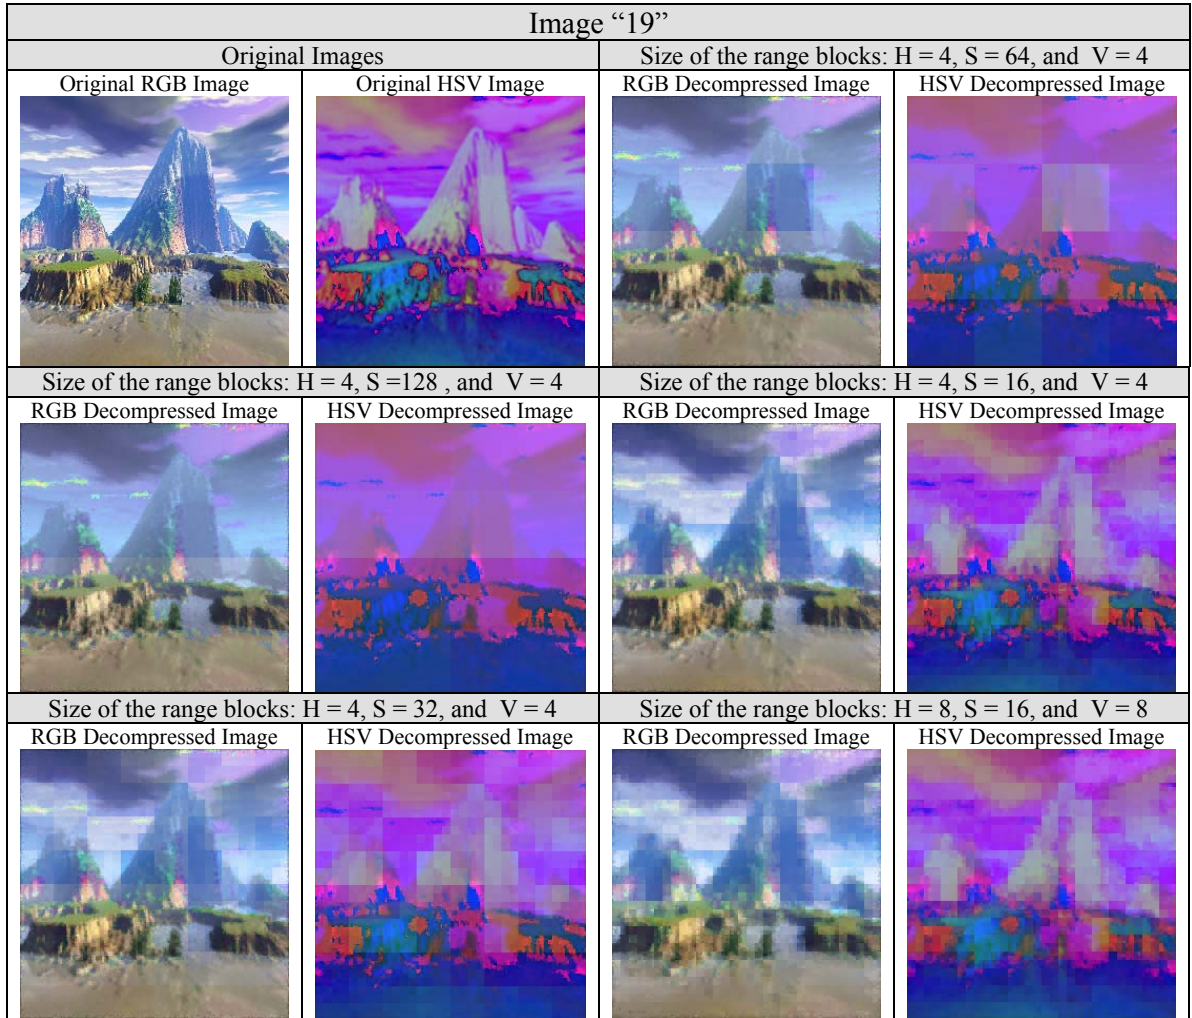 Image “19”
Original Images
Size of the range blocks: H = 4, S = 64, and V = 4
Original RGB Image
Original HSV Image
RGB Decompressed Image
HSV Decompressed Image
Size of the range blocks: H = 4, S =128 , and V = 4
Size of the range blocks: H = 4, S = 16, and V = 4
RGB Decompressed Image
HSV Decompressed Image
RGB Decompressed Image
HSV Decompressed Image
Size of the range blocks: H = 4, S = 32, and V = 4
Size of the range blocks: H = 8, S = 16, and V = 8
RGB Decompressed Image
HSV Decompressed Image
RGB Decompressed Image
HSV Decompressed Image